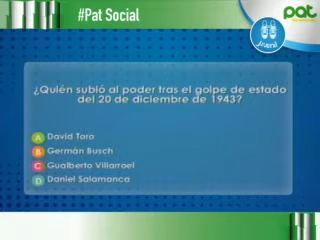 #Pat Social
pat
juvenil
¿Quién subió al poder tras el golpe de estado
del 20 de diciembre de 1943?
A David Toro
B Germán Busch
C Gualberto Villarroel
D Daniel Salamanca